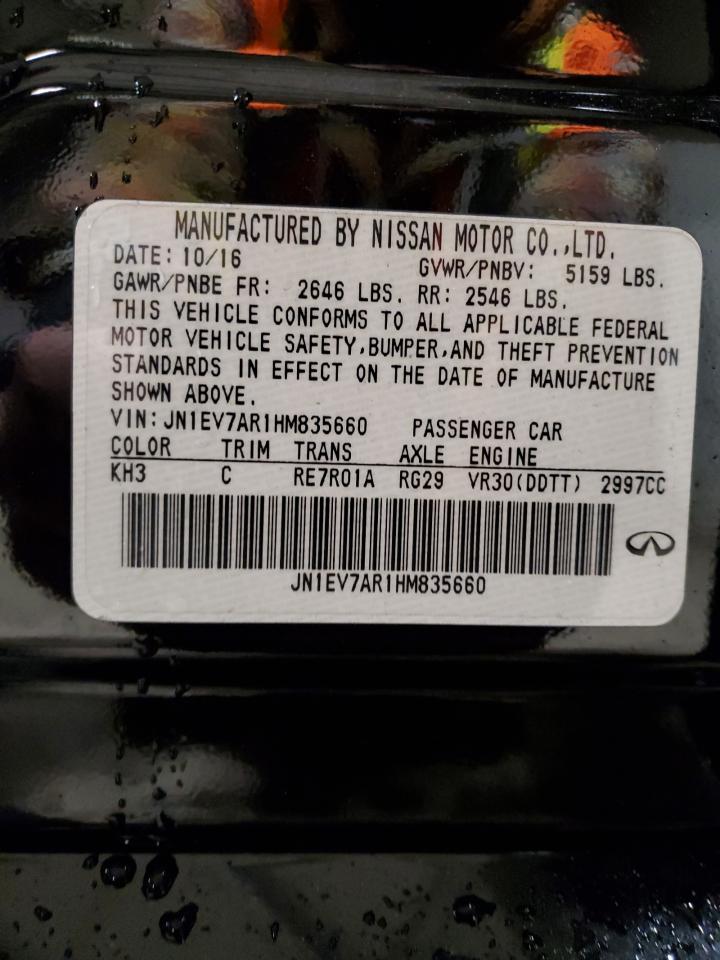 MANUFACTURED BY NISSAN MOTOR CO.,LTD.
DATE: 10/16 GVWR/PNBV: 5159 LBS.
GAWR/PNBE FR: 2646 LBS. RR: 2546 LBS.
THIS VEHICLE CONFORMS TO ALL APPLICABLE FEDERAL
MOTOR VEHICLE SAFETY,BUMPER,AND THEFT PREVENTION
STANDARDS IN EFFECT ON THE DATE OF MANUFACTURE
SHOWN ABOVE.
VIN: JN1EV7AR1HM835660 PASSENGER CAR
COLOR TRIM TRANS AXLE ENGINE
KH3 C RE7R01A RG29 VR30(DDTT) 2997CC
JN1EV7AR1HM835660